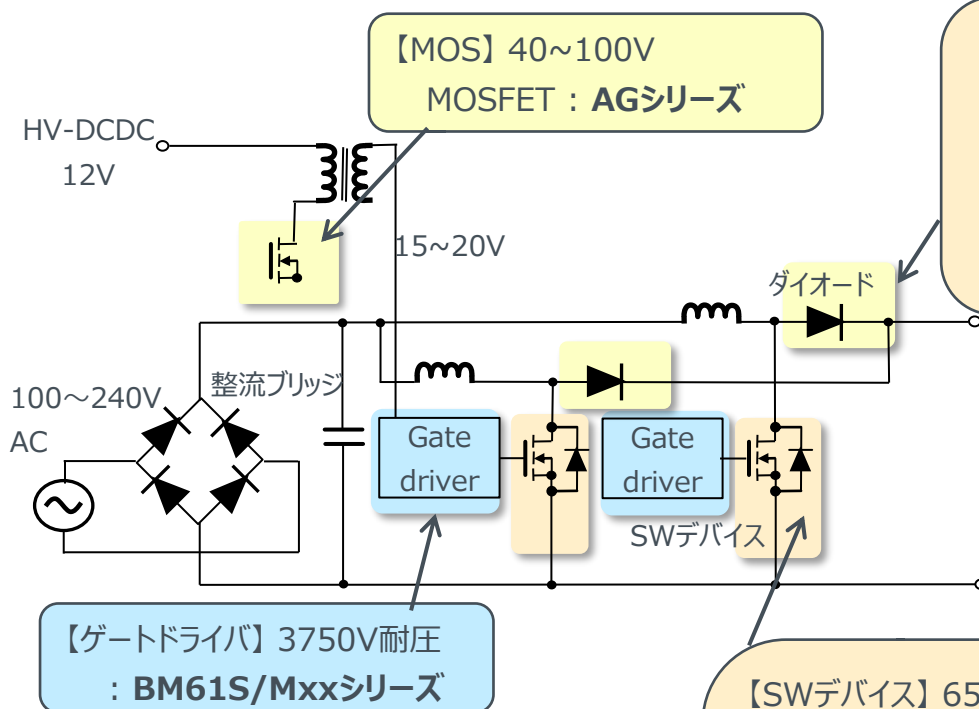 【MOS】40~100V
MOSFET : AGシリーズ
HV-DCDC
12V
15~20V
ダイオード
整流ブリッジ
100～240V
AC
Gate
driver
Gate
driver
SWデバイス
【ゲートドライバ】3750V耐圧
: BM61S/Mxxシリーズ
【SWデバイス】65